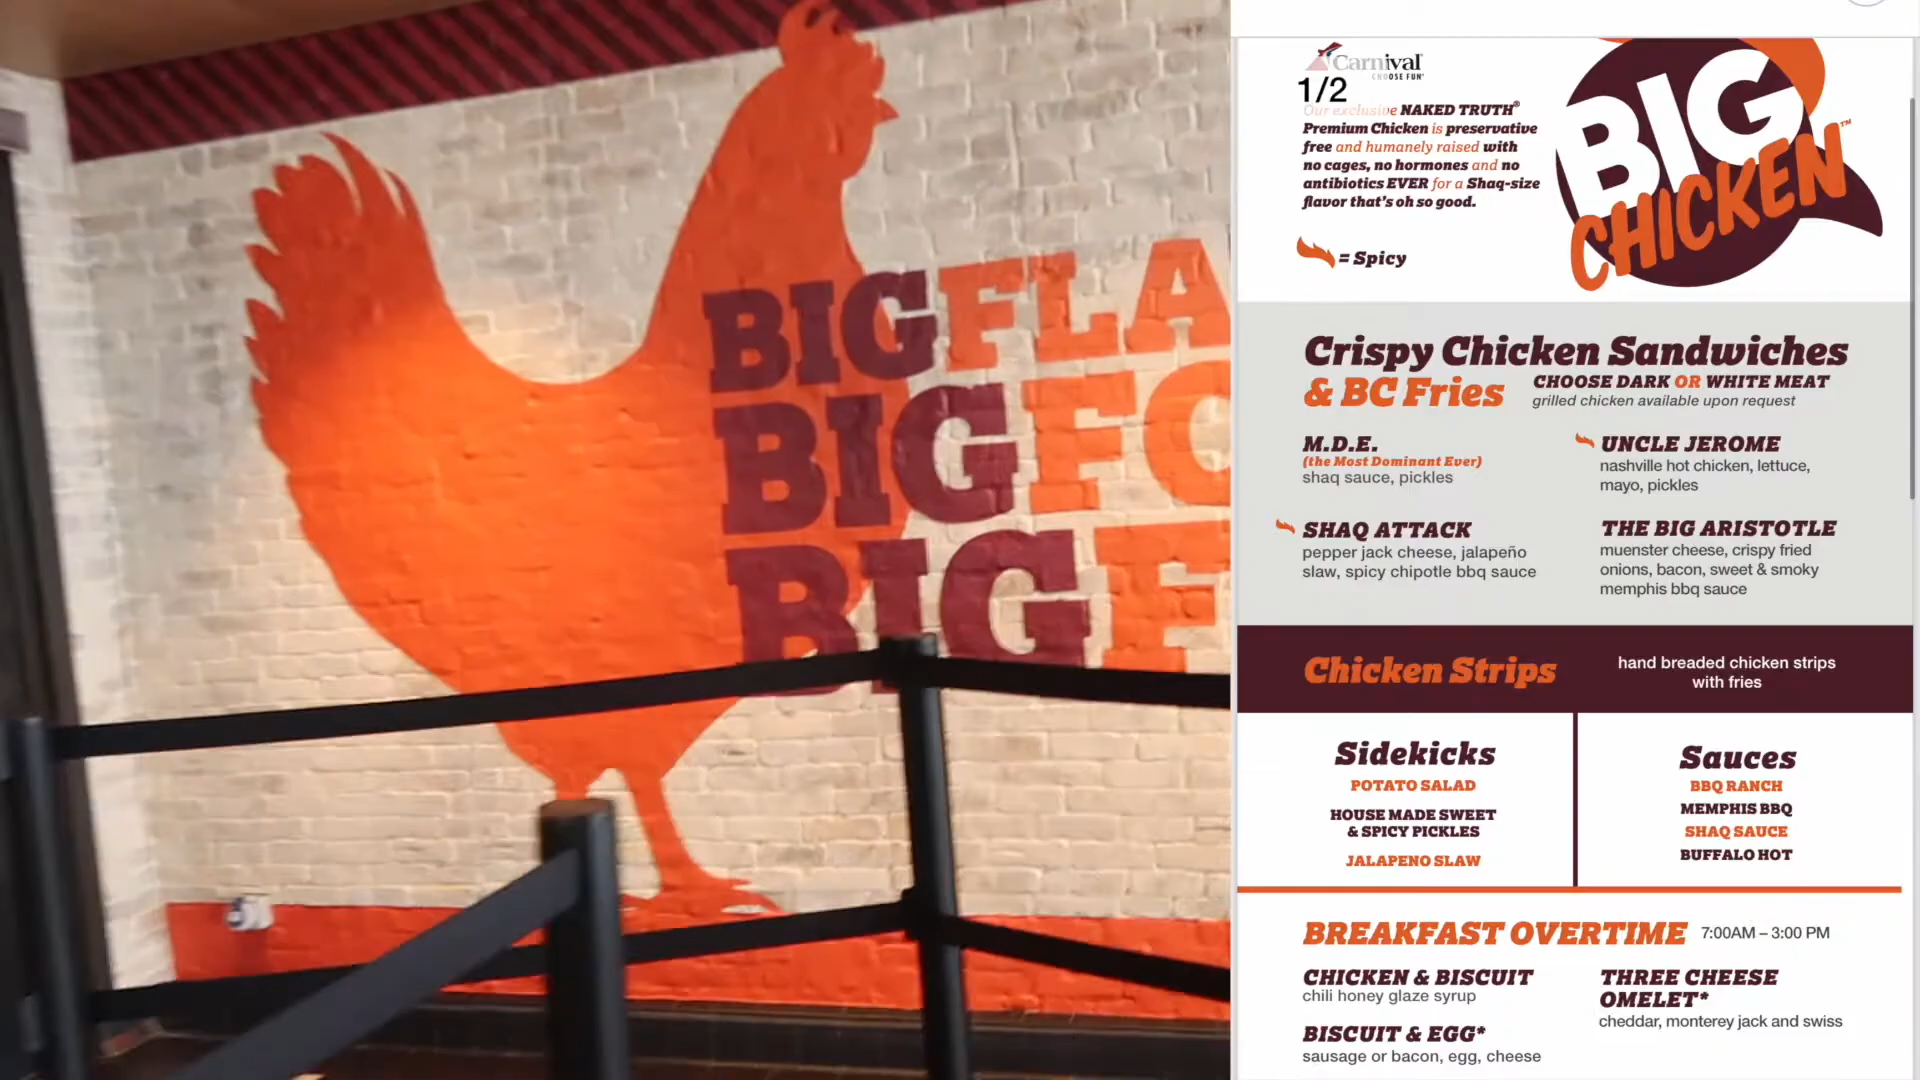 BIG FLA
BIG FO
BIG F
Carnival
CHOOSE FUN
1/2
Our exclusive NAKED TRUTH®
Premium Chicken is preservative
free and humanely raised with
no cages, no hormones and no
antibiotics EVER for a Shaq-size
flavor that's oh so good.
= Spicy
BIG
CHICKEN™
Crispy Chicken Sandwiches
& BC Fries
CHOOSE DARK OR WHITE MEAT
grilled chicken available upon request
M.D.E.
(the Most Dominant Ever)
shaq sauce, pickles
UNCLE JEROME
nashville hot chicken, lettuce,
mayo, pickles
SHAQ ATTACK
pepper jack cheese, jalapeño
slaw, spicy chipotle bbq sauce
THE BIG ARISTOTLE
muenster cheese, crispy fried
onions, bacon, sweet & smoky
memphis bbq sauce
Chicken Strips
hand breaded chicken strips
with fries
Sidekicks
POTATO SALAD
HOUSE MADE SWEET
& SPICY PICKLES
JALAPENO SLAW
Sauces
BBQ RANCH
MEMPHIS BBQ
SHAQ SAUCE
BUFFALO HOT
BREAKFAST OVERTIME 7:00AM – 3:00 PM
CHICKEN & BISCUIT
chili honey glaze syrup
BISCUIT & EGG*
sausage or bacon, egg, cheese
THREE CHEESE
OMELET*
cheddar, monterey jack and swiss